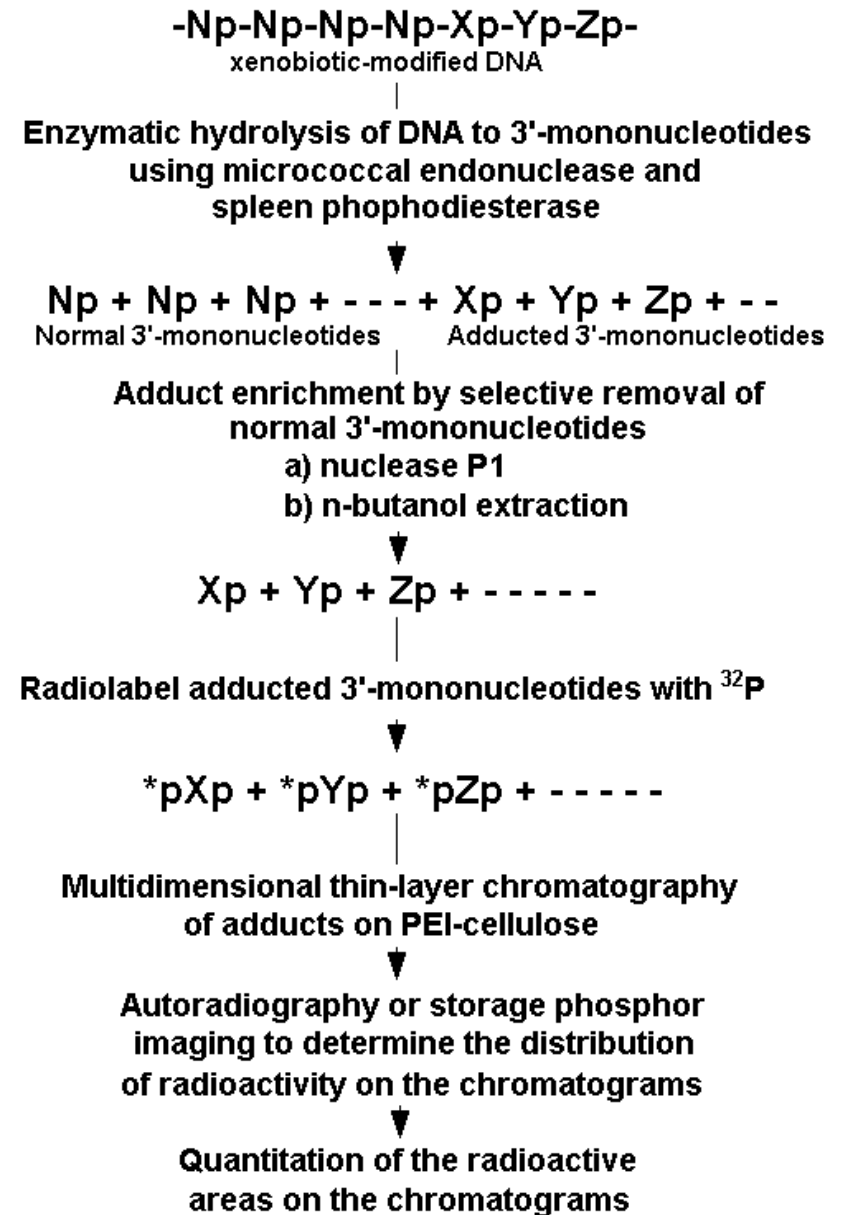 -Np-Np-Np-Np-Xp-Yp-Zp-
xenobiotic-modified DNA
Enzymatic hydrolysis of DNA to 3'-mononucleotides
using micrococcal endonuclease and
spleen phophodiesterase
Np + Np + Np + - - - + Xp + Yp + Zp + - -
Normal 3'-mononucleotides Adducted 3'-mononucleotides
Adduct enrichment by selective removal of
normal 3'-mononucleotides
a) nuclease P1
b) n-butanol extraction
Xp + Yp + Zp + - - - - -
Radiolabel adducted 3'-mononucleotides with ³²P
*pXp + *pYp + *pZp + - - - - -
Multidimensional thin-layer chromatography
of adducts on PEI-cellulose
Autoradiography or storage phosphor
imaging to determine the distribution
of radioactivity on the chromatograms
Quantitation of the radioactive
areas on the chromatograms